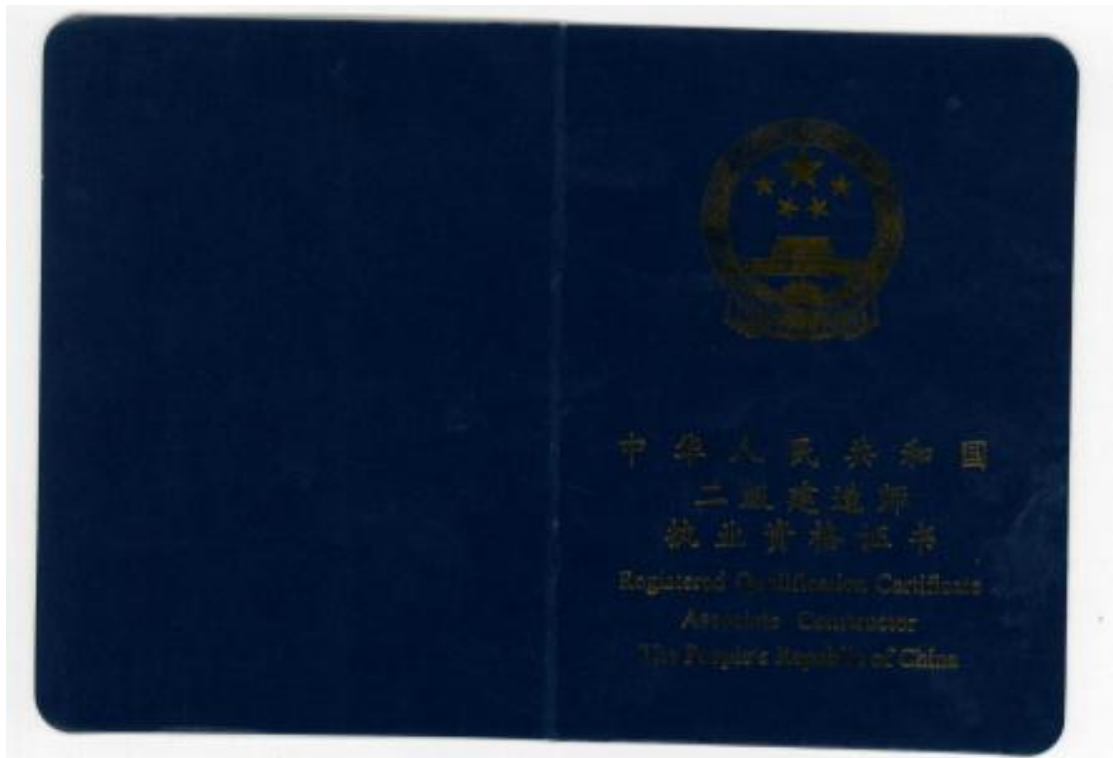 中华人民共和国
二级建造师
执业资格证书
Registered Qualification Certificate
Associate Constructor
The People's Republic of China